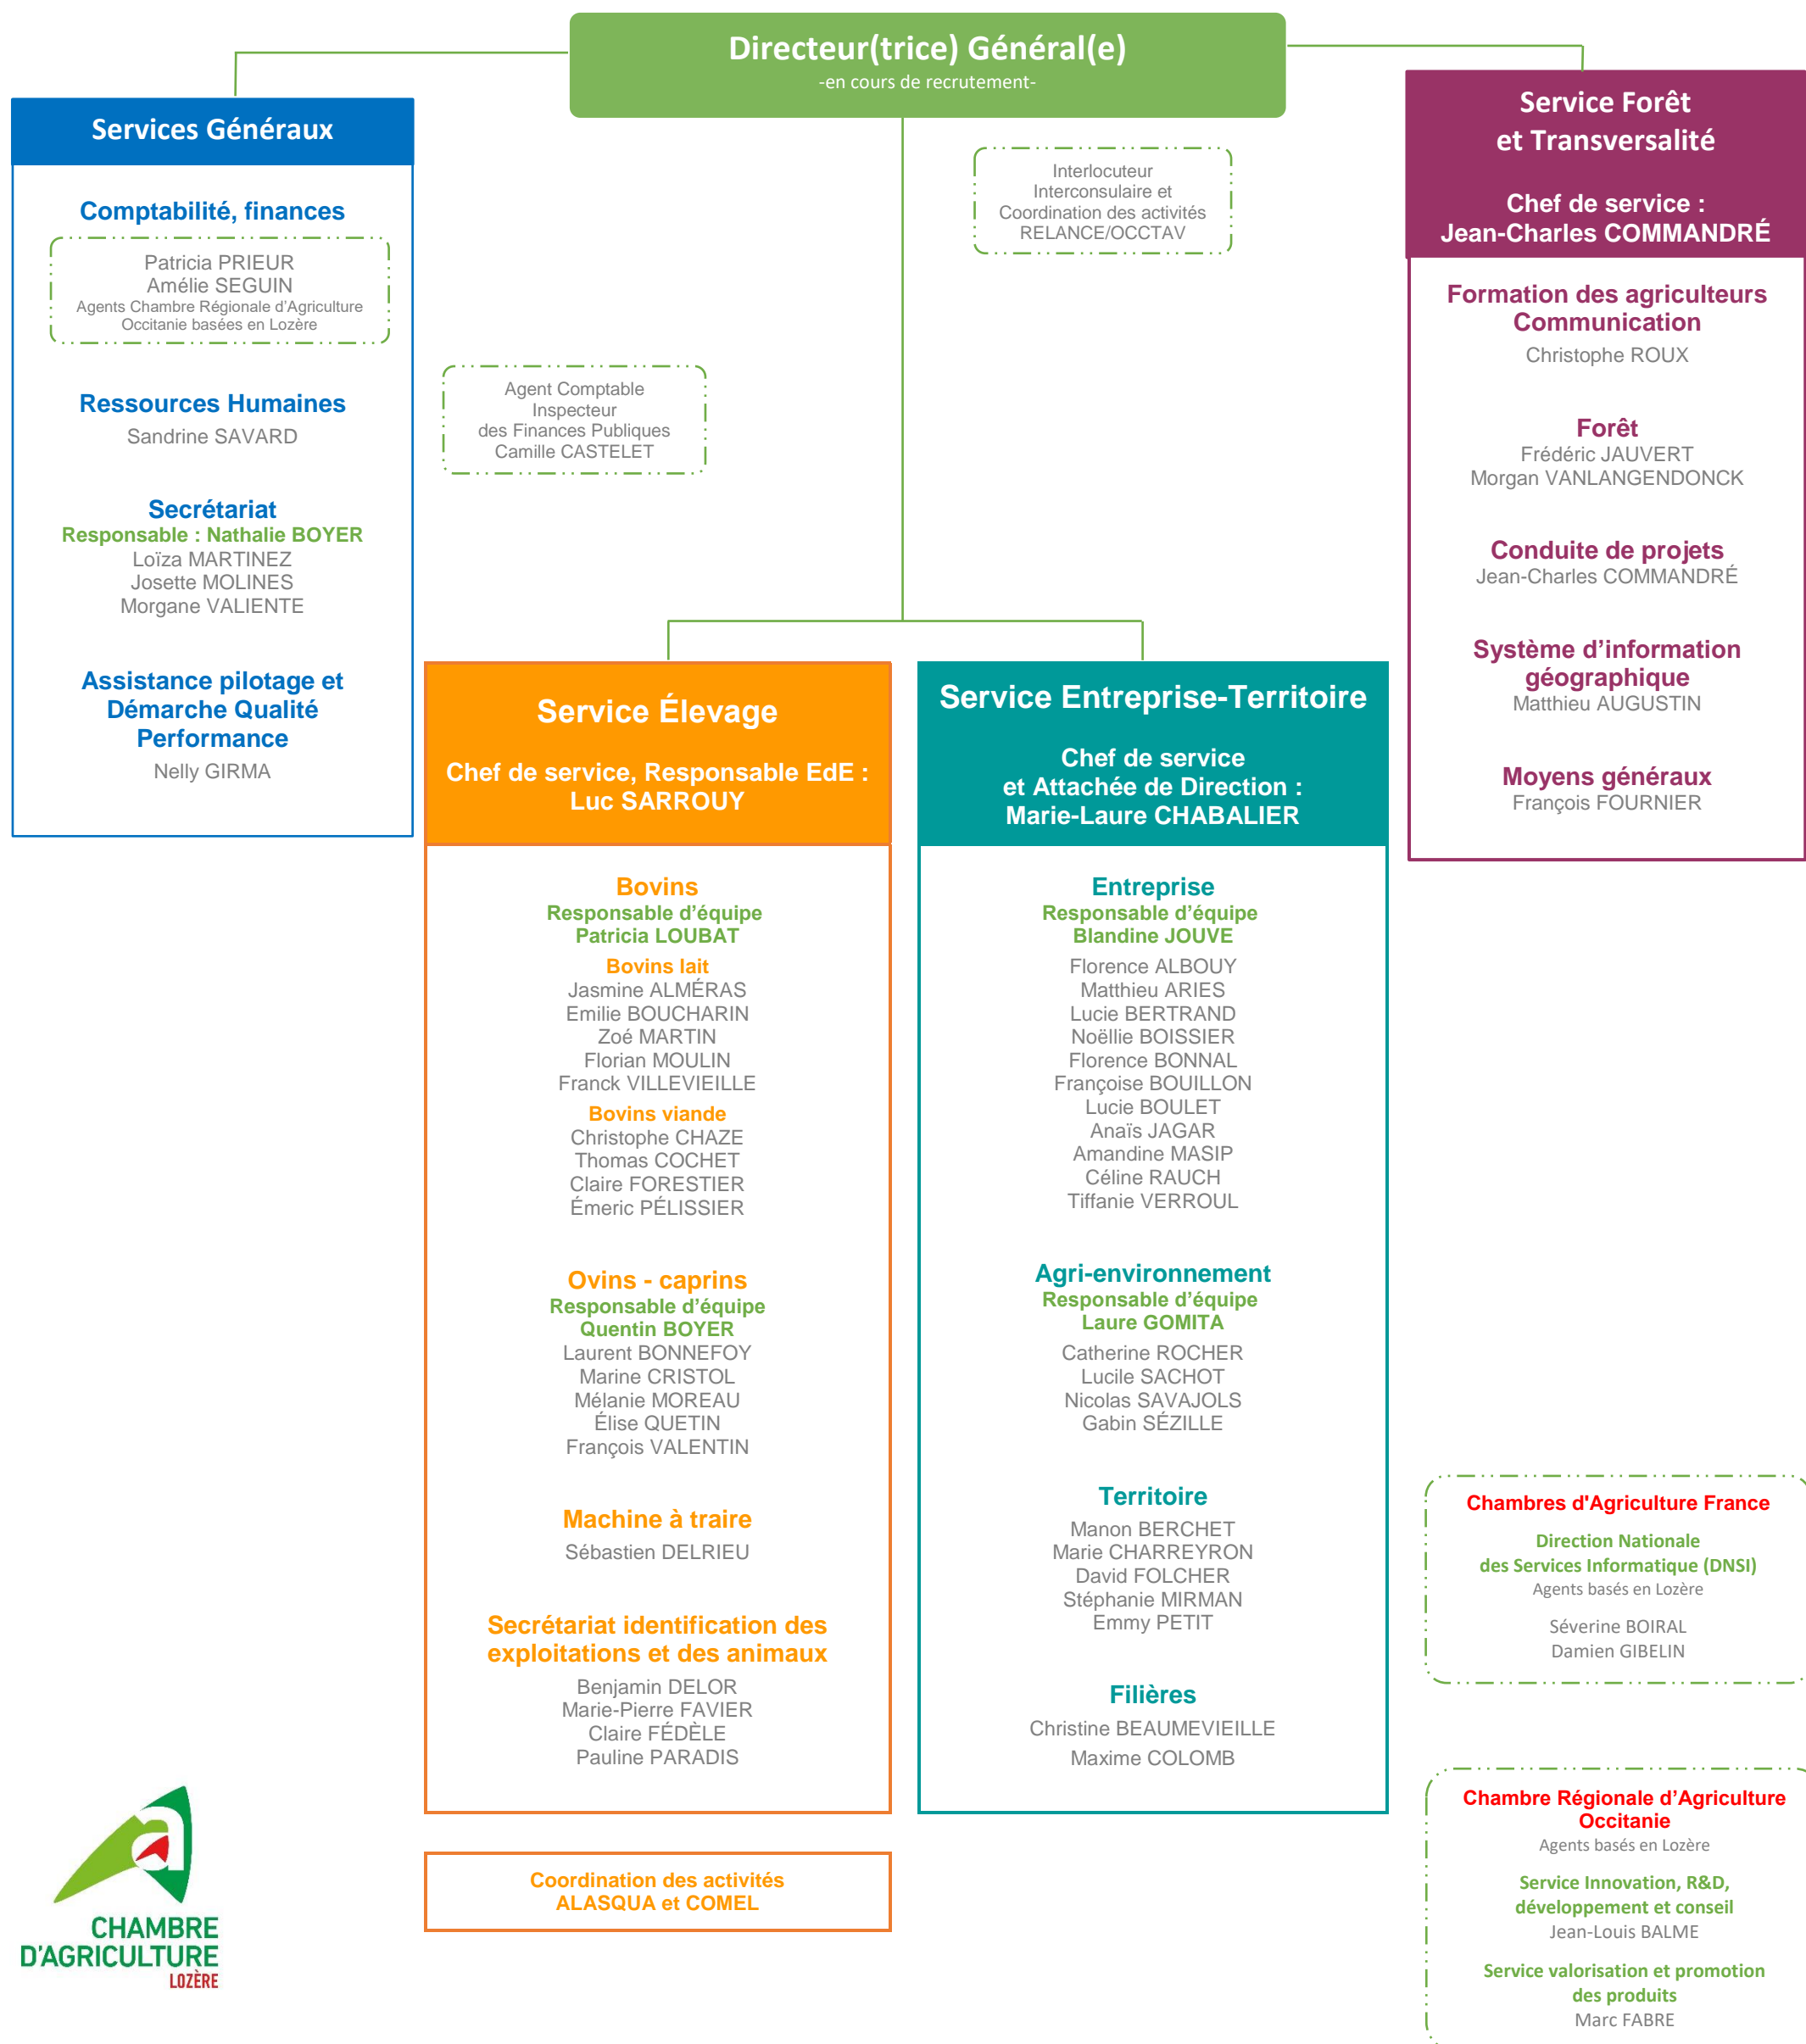 Directeur(trice) Général(e)
-en cours de recrutement-
Services Généraux
Comptabilité, finances
Patricia PRIEUR
Amélie SEGUIN
Agents Chambre Régionale d'Agriculture
Occitanie basées en Lozère
Ressources Humaines
Sandrine SAVARD
Secrétariat
Responsable : Nathalie BOYER
Loïza MARTINEZ
Josette MOLINES
Morgane VALIENTE
Assistance pilotage et
Démarche Qualité
Performance
Nelly GIRMA
Interlocuteur
Interconsulaire et
Coordination des activités
RELANCE/OCCTAV
Agent Comptable
Inspecteur
des Finances Publiques
Camille CASTELET
Service Forêt
et Transversalité
Chef de service :
Jean-Charles COMMANDRÉ
Formation des agriculteurs
Communication
Christophe ROUX
Forêt
Frédéric JAUVERT
Morgan VANLANGENDONCK
Conduite de projets
Jean-Charles COMMANDRÉ
Système d'information
géographique
Matthieu AUGUSTIN
Moyens généraux
François FOURNIER
Service Élevage
Chef de service, Responsable EdE :
Luc SARROUY
Bovins
Responsable d'équipe
Patricia LOUBAT
Bovins lait
Jasmine ALMÉRAS
Emilie BOUCHARIN
Zoé MARTIN
Florian MOULIN
Franck VILLEVIEILLE
Bovins viande
Christophe CHAZE
Thomas COCHET
Claire FORESTIER
Émeric PÉLISSIER
Ovins - caprins
Responsable d'équipe
Quentin BOYER
Laurent BONNEFOY
Marine CRISTOL
Mélanie MOREAU
Élise QUETIN
François VALENTIN
Machine à traire
Sébastien DELRIEU
Secrétariat identification des
exploitations et des animaux
Benjamin DELOR
Marie-Pierre FAVIER
Claire FÉDÈLE
Pauline PARADIS
Coordination des activités
ALASQUA et COMEL
Service Entreprise-Territoire
Chef de service
et Attachée de Direction :
Marie-Laure CHABALIER
Entreprise
Responsable d'équipe
Blandine JOUVE
Florence ALBOUY
Matthieu ARIES
Lucie BERTRAND
Noëllie BOISSIER
Florence BONNAL
Françoise BOUILLON
Lucie BOULET
Anaïs JAGAR
Amandine MASIP
Céline RAUCH
Tiffanie VERROUL
Agri-environnement
Responsable d'équipe
Laure GOMITA
Catherine ROCHER
Lucile SACHOT
Nicolas SAVAJOLS
Gabin SÉZILLE
Territoire
Manon BERCHET
Marie CHARREYRON
David FOLCHER
Stéphanie MIRMAN
Emmy PETIT
Filières
Christine BEAUMEVIEILLE
Maxime COLOMB
Chambres d'Agriculture France
Direction Nationale
des Services Informatique (DNSI)
Agents basés en Lozère
Séverine BOIRAL
Damien GIBELIN
Chambre Régionale d'Agriculture
Occitanie
Agents basés en Lozère
Service Innovation, R&D,
développement et conseil
Jean-Louis BALME
Service valorisation et promotion
des produits
Marc FABRE
a
CHAMBRE
D'AGRICULTURE
LOZÈRE